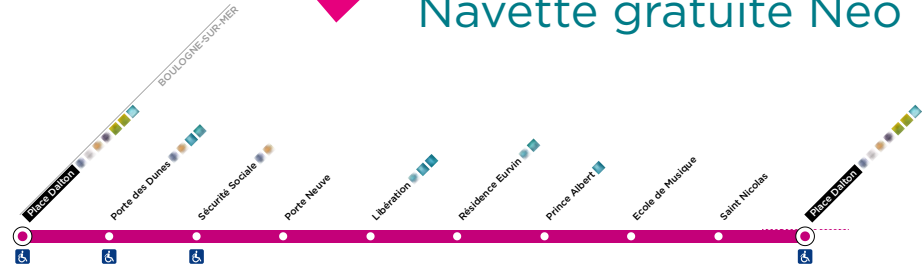 Navette gratuite Néo
BOULOGNE-SUR-MER
Place Dalton
Porte des Dunes
Sécurité Sociale
Porte Neuve
Libération
Résidence Eurvin
Prince Albert
Ecole de Musique
Saint Nicolas
Place Dalton